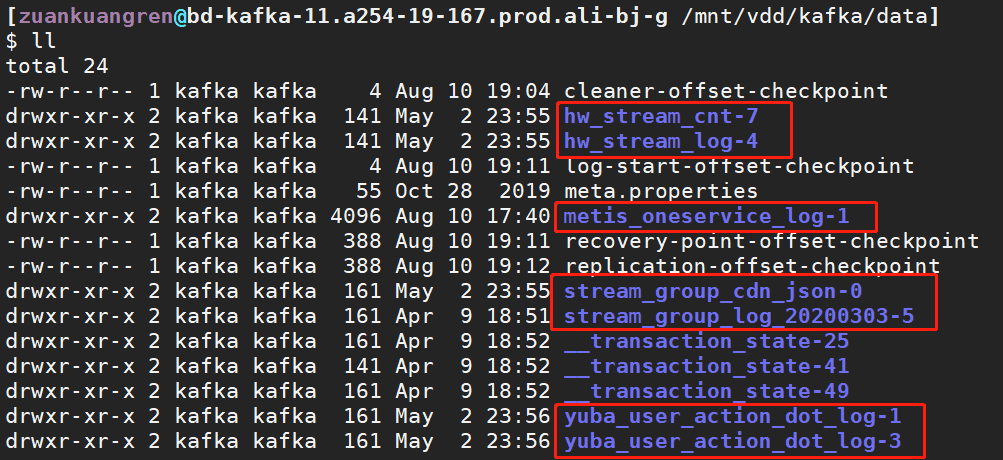 [zuankuangren@bd-kafka-11.a254-19-167.prod.ali-bj-g /mnt/vdd/kafka/data]
$ ll
total 24
-rw-r--r-- 1 kafka kafka    4 Aug 10 19:04 cleaner-offset-checkpoint
drwxr-xr-x 2 kafka kafka  141 May  2 23:55 hw_stream_cnt-7
drwxr-xr-x 2 kafka kafka  141 May  2 23:55 hw_stream_log-4
-rw-r--r-- 1 kafka kafka    4 Aug 10 19:11 log-start-offset-checkpoint
-rw-r--r-- 1 kafka kafka   55 Oct 28  2019 meta.properties
drwxr-xr-x 2 kafka kafka 4096 Aug 10 17:40 metis_oneservice_log-1
-rw-r--r-- 1 kafka kafka  388 Aug 10 19:11 recovery-point-offset-checkpoint
-rw-r--r-- 1 kafka kafka  388 Aug 10 19:12 replication-offset-checkpoint
drwxr-xr-x 2 kafka kafka  161 May  2 23:55 stream_group_cdn_json-0
drwxr-xr-x 2 kafka kafka  161 Apr  9 18:51 stream_group_log_20200303-5
drwxr-xr-x 2 kafka kafka  161 Apr  9 18:52 __transaction_state-25
drwxr-xr-x 2 kafka kafka  141 Apr  9 18:52 __transaction_state-41
drwxr-xr-x 2 kafka kafka  161 Apr  9 18:52 __transaction_state-49
drwxr-xr-x 2 kafka kafka  161 May  2 23:56 yuba_user_action_dot_log-1
drwxr-xr-x 2 kafka kafka  161 May  2 23:56 yuba_user_action_dot_log-3